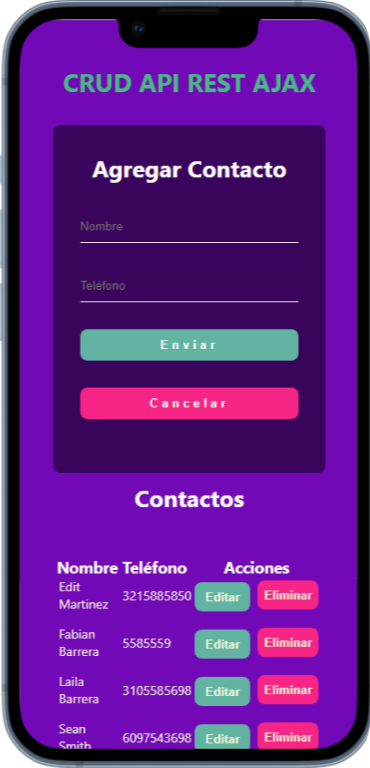 CRUD API REST AJAX
Agregar Contacto
Nombre
Teléfono
Enviar
Cancelar
Contactos
Nombre Teléfono Acciones
Edit
Martinez 3215885850 Editar Eliminar
Fabian
Barrera 5585559 Editar Eliminar
Laila
Barrera 3105585698 Editar Eliminar
Sean
Smith 6097543698 Editar Eliminar